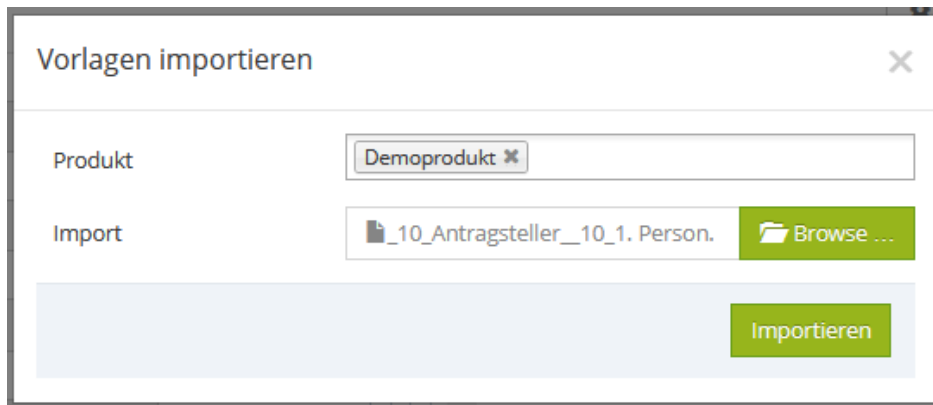 Vorlagen importieren
Produkt Demoprodukt
Import _10_Antragsteller__10_1. Person. Browse ...
Importieren